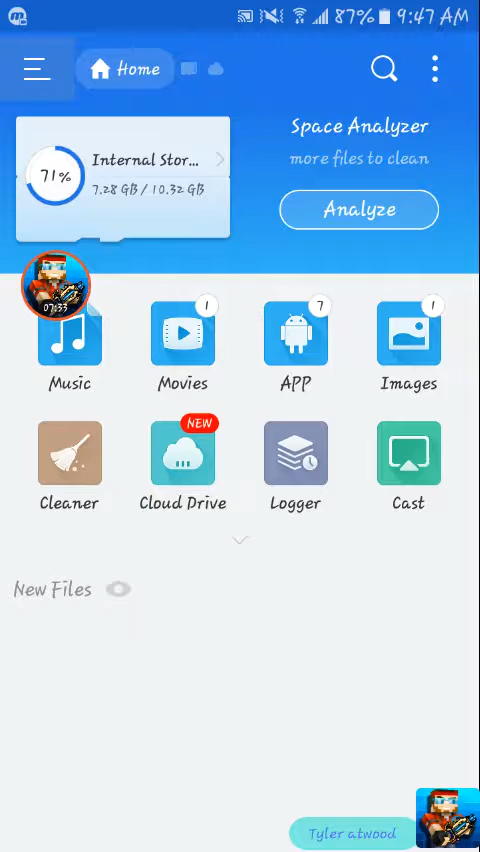 87% 9:47 AM
Home
Space Analyzer
more files to clean
Analyze
71%
Internal Stor...
7.28 GB / 10.32 GB
07:33
1
7
1
Music
Movies
APP
Images
NEW
Cleaner
Cloud Drive
Logger
Cast
New Files
Tyler atwood